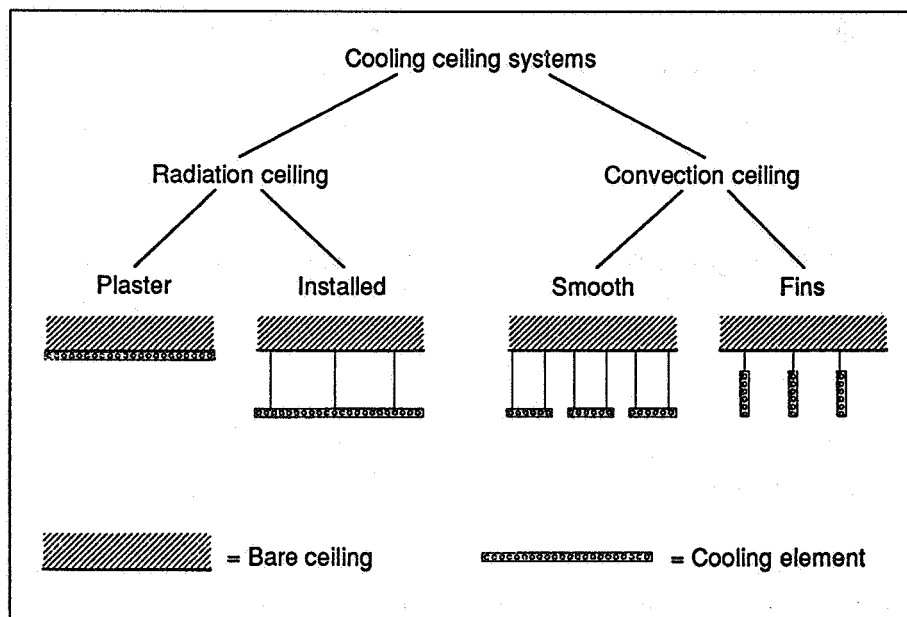 Cooling ceiling systems
Radiation ceiling
Convection ceiling
Plaster
Installed
Smooth
Fins
= Bare ceiling
= Cooling element